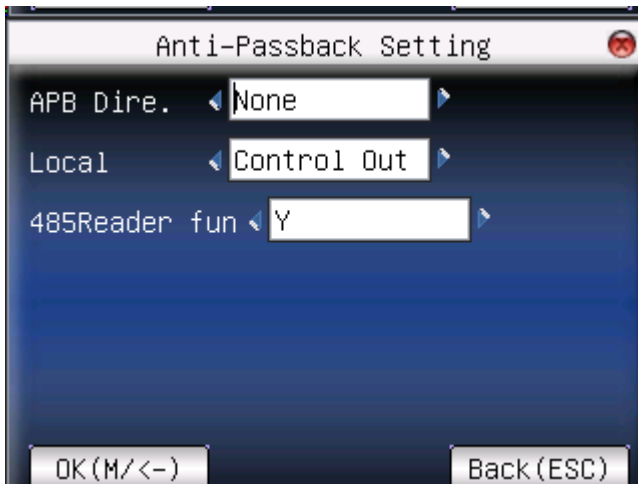 Anti-Passback Setting
APB Dire. None
Local Control Out
485Reader fun Y
OK(M/<-) Back(ESC)